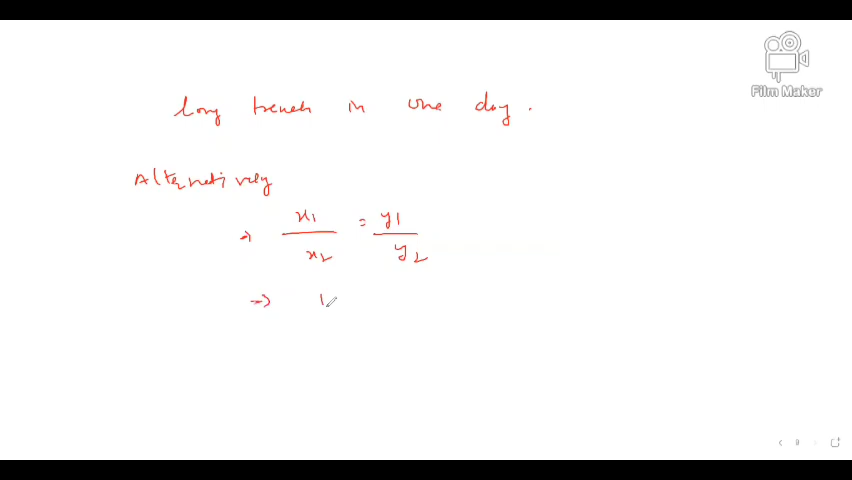 Film Maker
long trench in one day.
Alternatively
⇒ x1/x2 = y1/y2
⇒ 1